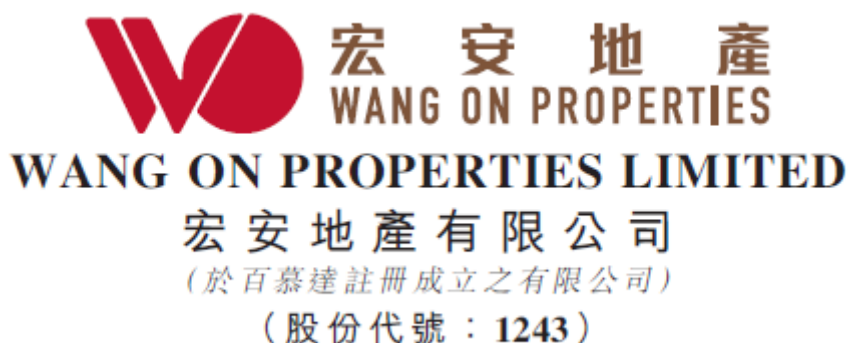 宏安地產
WANG ON PROPERTIES
WANG ON PROPERTIES LIMITED
宏安地產有限公司
(於百慕達註冊成立之有限公司)
（股份代號：1243）